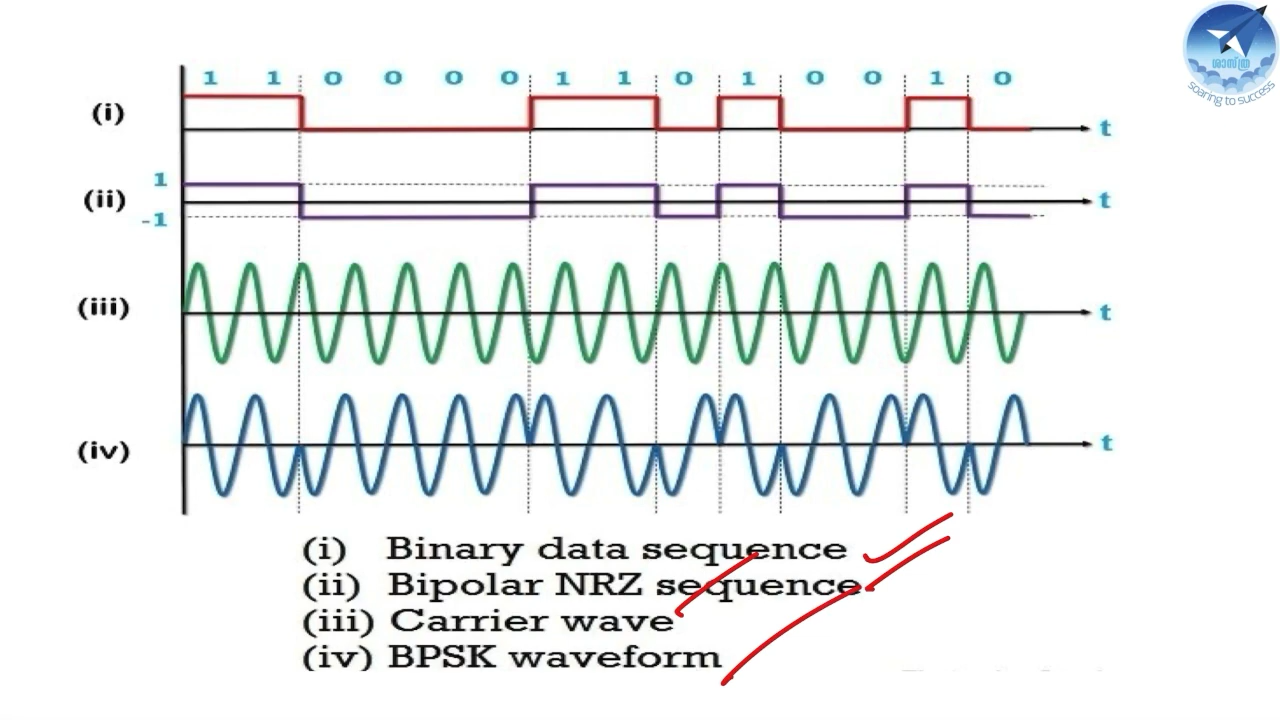 ശാസ്ത്ര
soaring to success
1 1 0 0 0 0 1 1 0 1 0 0 1 0
(i) t
1
(ii) t
-1
(iii) t
(iv) t
(i) Binary data sequence
(ii) Bipolar NRZ sequence
(iii) Carrier wave
(iv) BPSK waveform